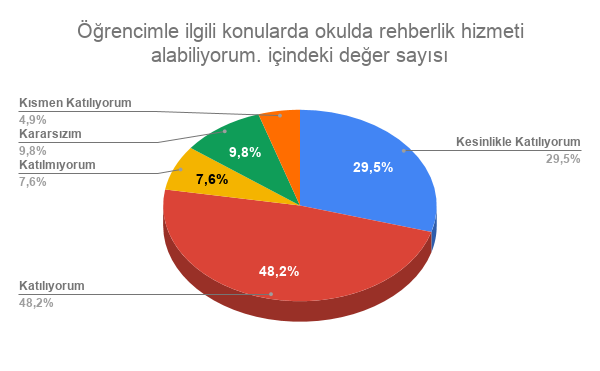 Öğrencimle ilgili konularda okulda rehberlik hizmeti
alabiliyorum. içindeki değer sayısı
Kısmen Katılıyorum
4,9%
Kararsızım
9,8%
Katılmıyorum
7,6%
Kesinlikle Katılıyorum
29,5%
9,8%
29,5%
7,6%
48,2%
Katılıyorum
48,2%